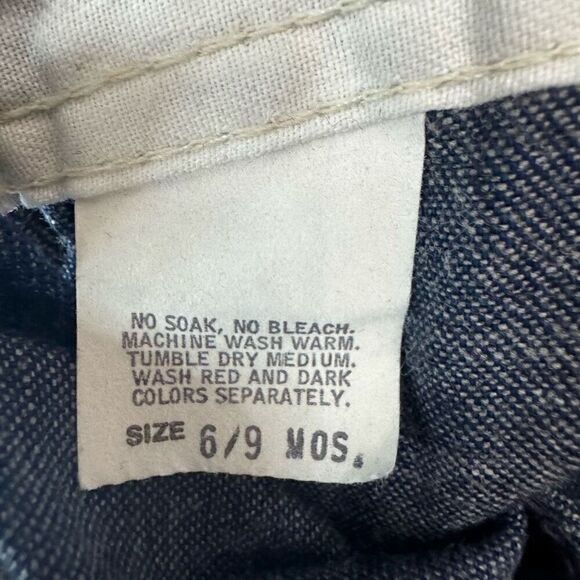 NO SOAK, NO BLEACH.
MACHINE WASH WARM.
TUMBLE DRY MEDIUM.
WASH RED AND DARK
COLORS SEPARATELY.
SIZE 6/9 MOS.